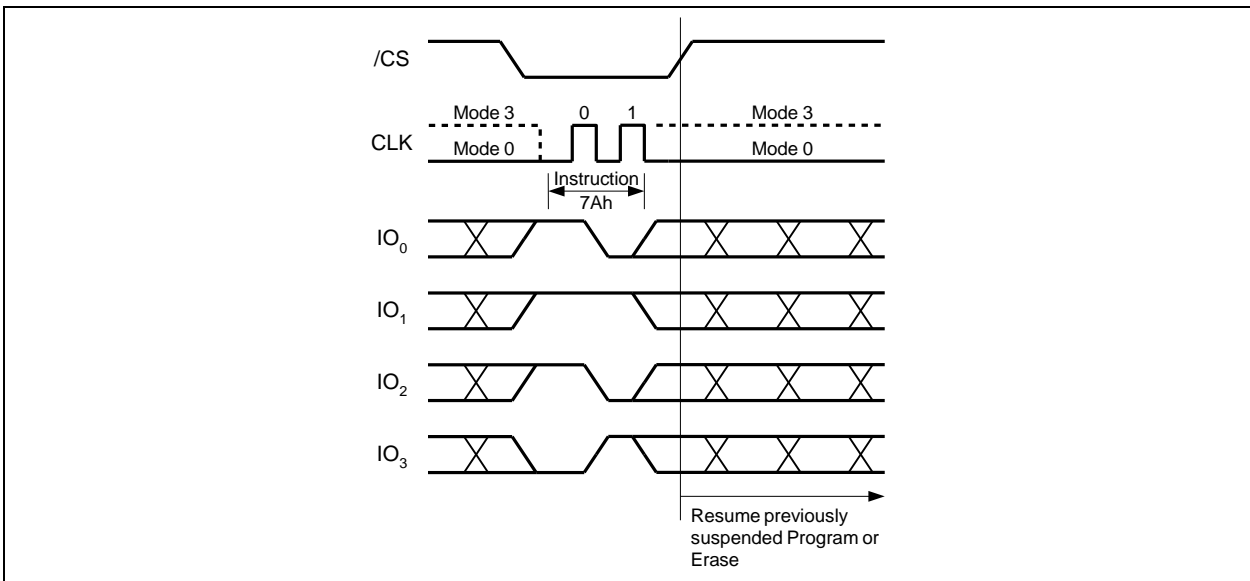 /CS
Mode 3 0 1 Mode 3
CLK
Mode 0 Mode 0
Instruction
7Ah
IO0
IO1
IO2
IO3
Resume previously
suspended Program or
Erase